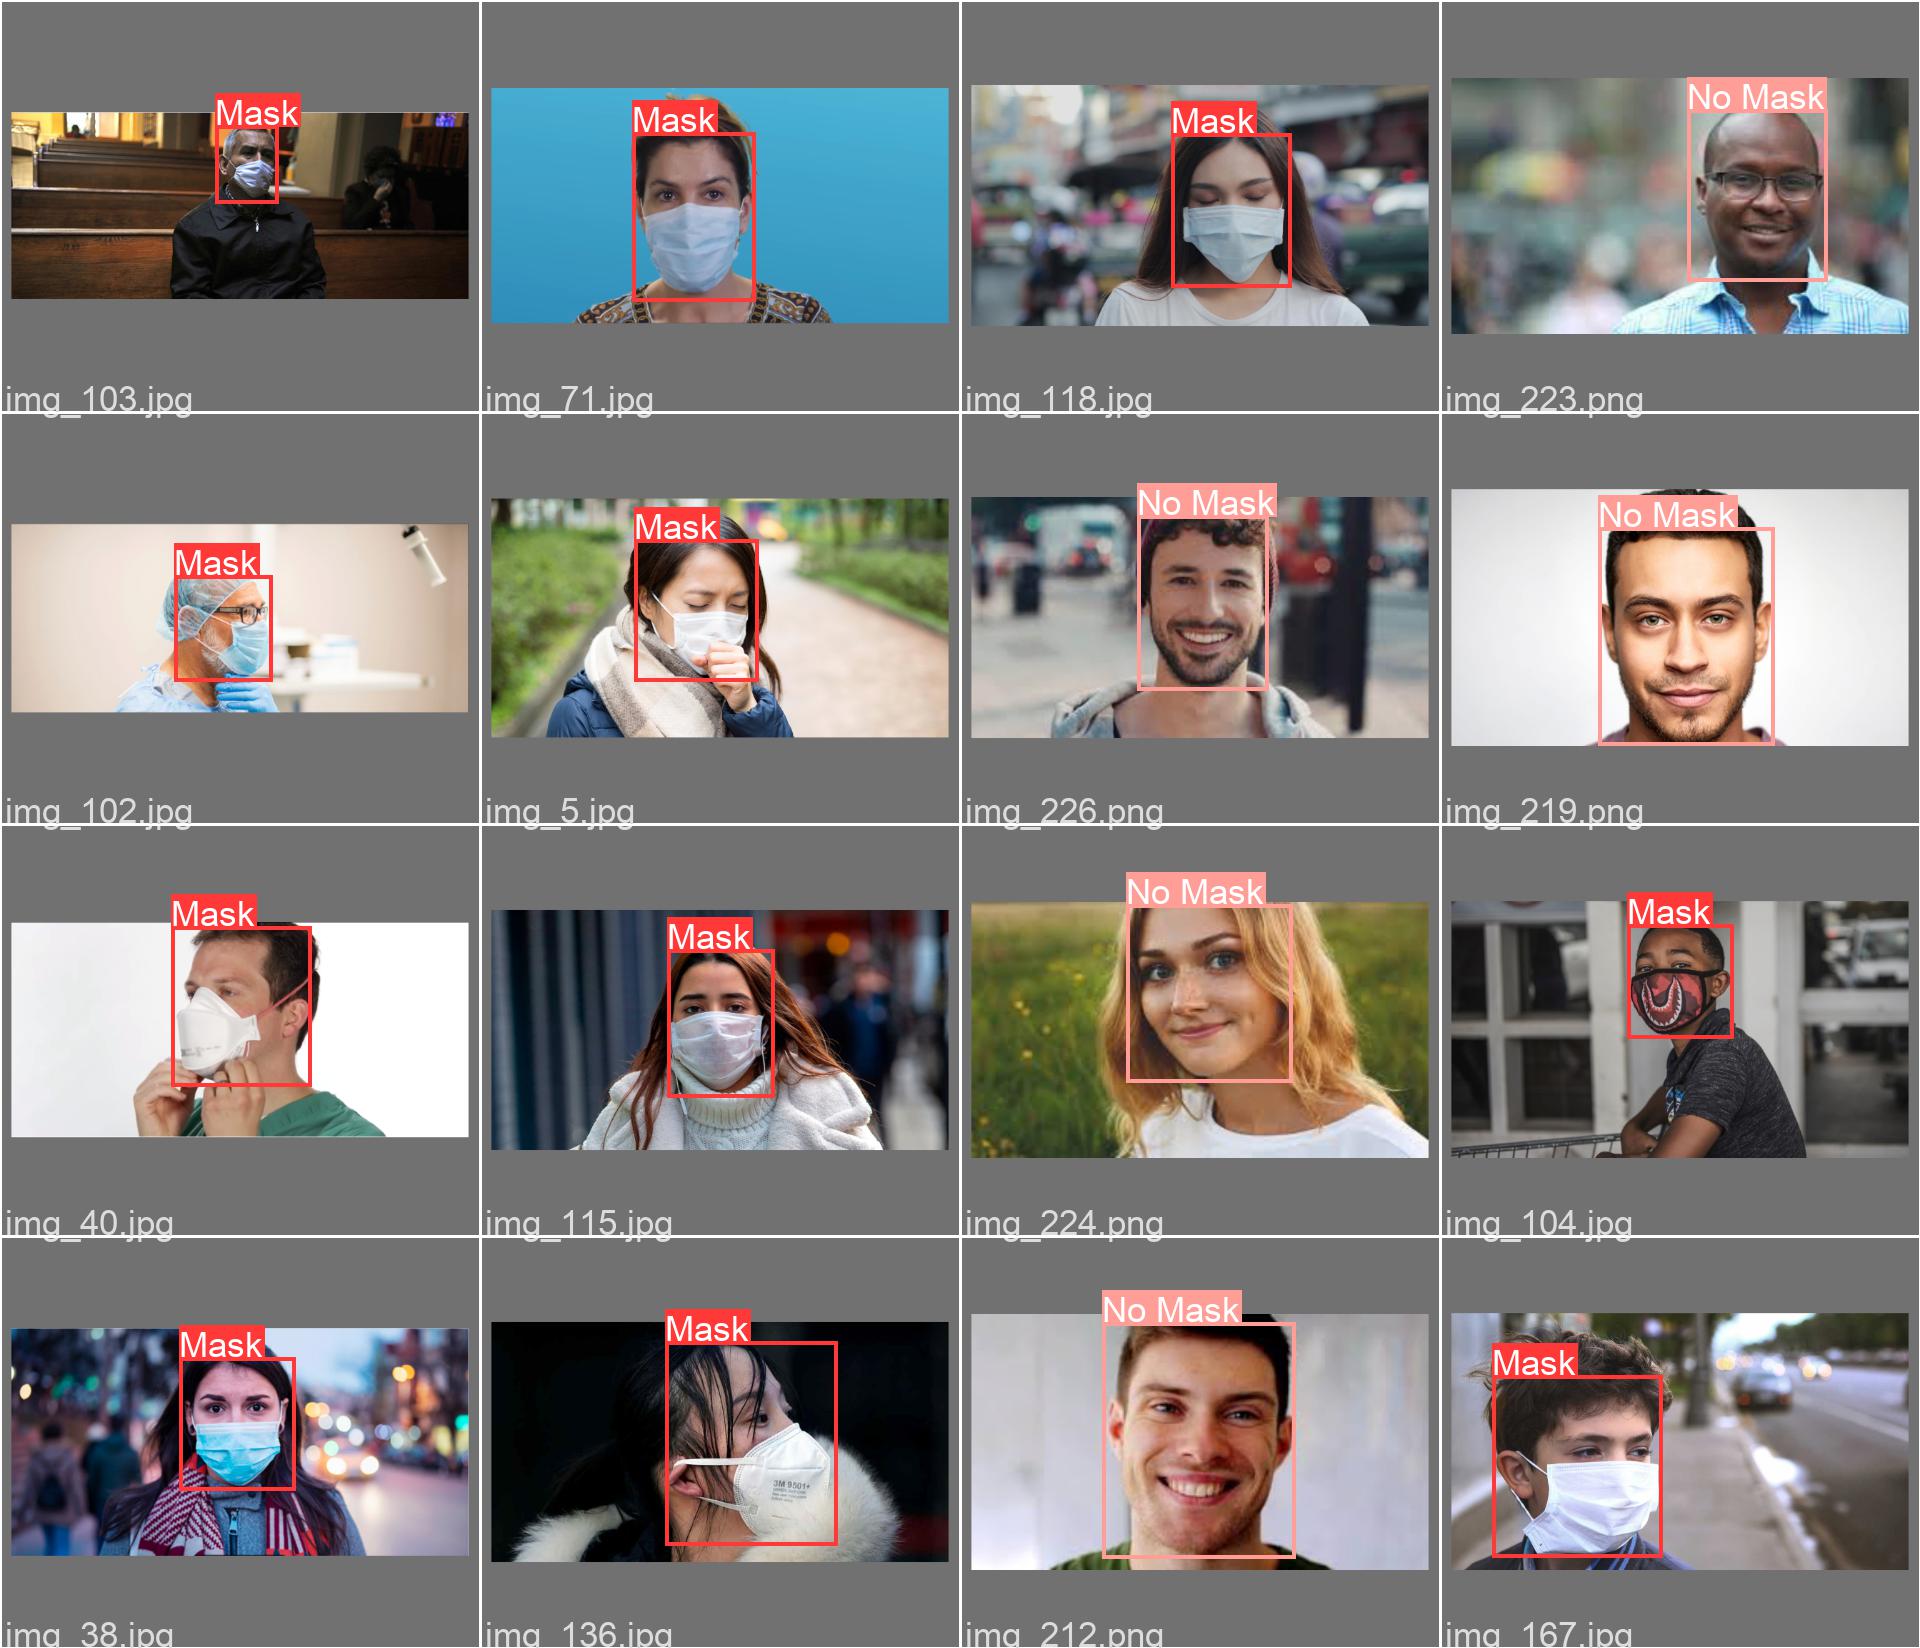 Mask
img_103.jpg
Mask
img_71.jpg
Mask
img_118.jpg
No Mask
img_223.png
Mask
img_102.jpg
Mask
img_5.jpg
No Mask
img_226.png
No Mask
img_219.png
Mask
img_40.jpg
Mask
img_115.jpg
No Mask
img_224.png
Mask
img_104.jpg
Mask
img_38.jpg
Mask
3M 9501+
img_136.jpg
No Mask
img_212.png
Mask
img_167.jpg